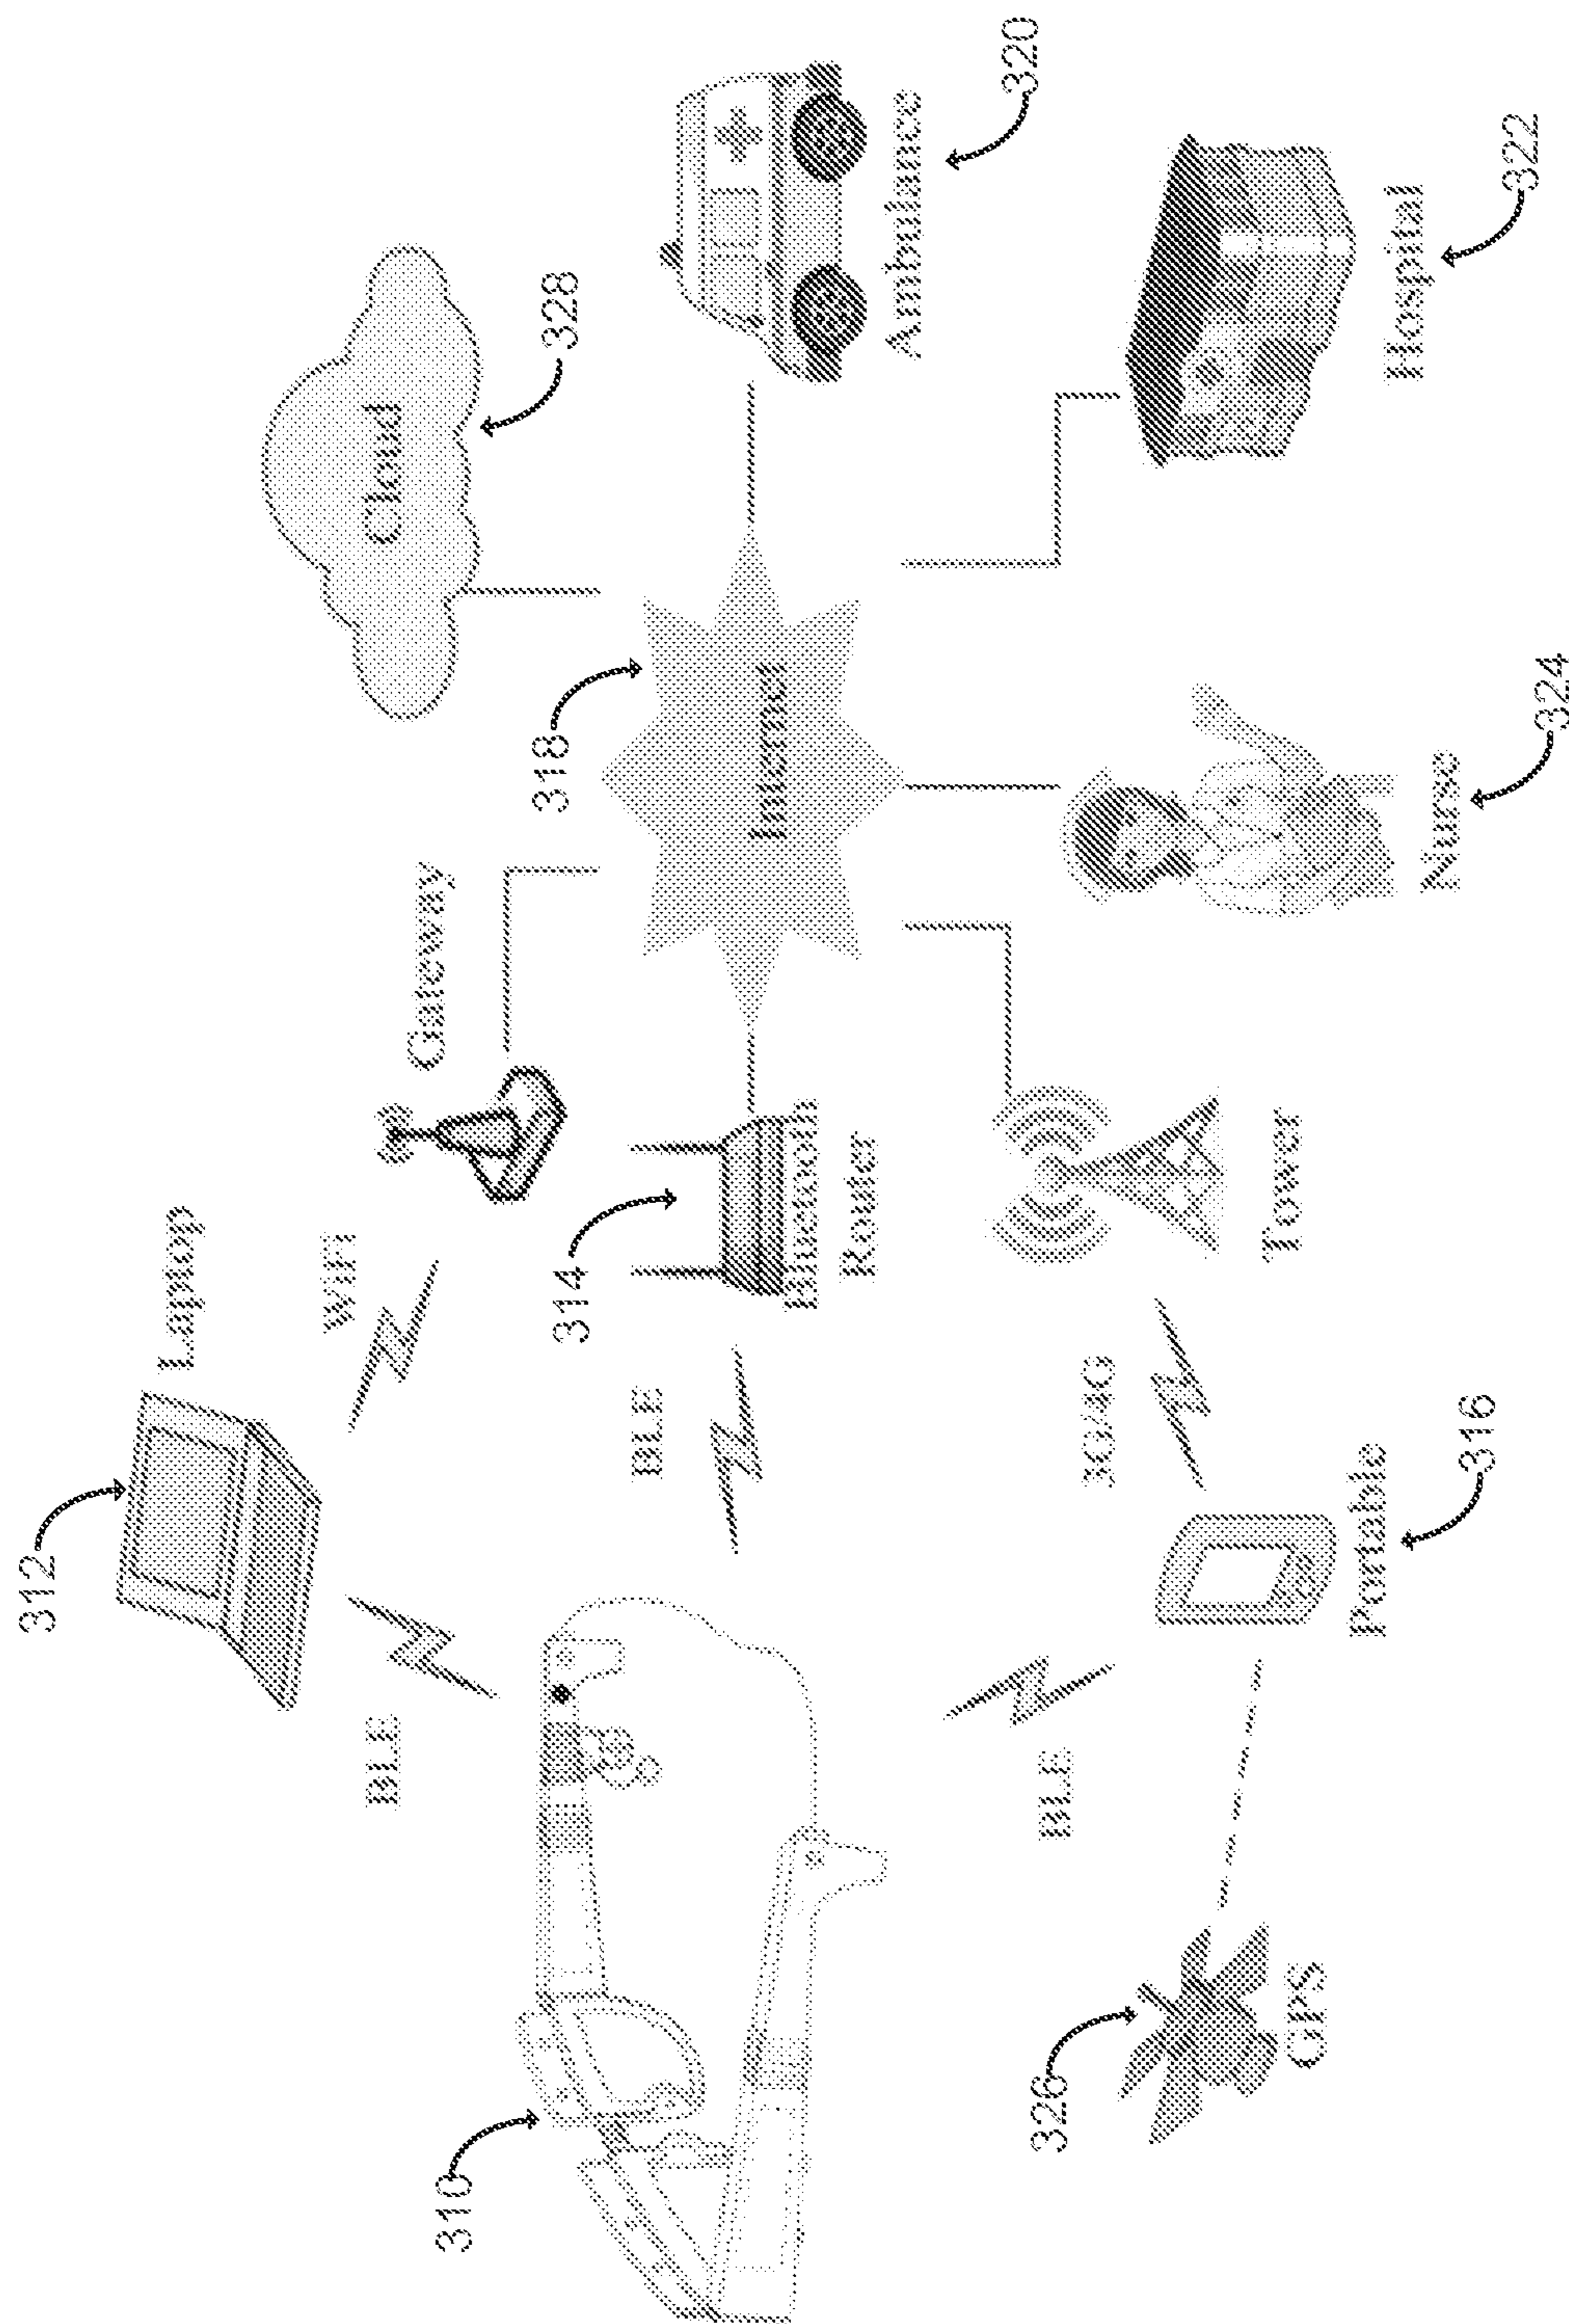 312
Laptop
BLE
WiFi
Gateway
328
Cloud
310
BLE
314
Bluetooth
Router
318
Internet
Ambulance
320
326
GPS
BLE
3G/4G
Portable
316
Tower
Nurse
324
Hospital
322